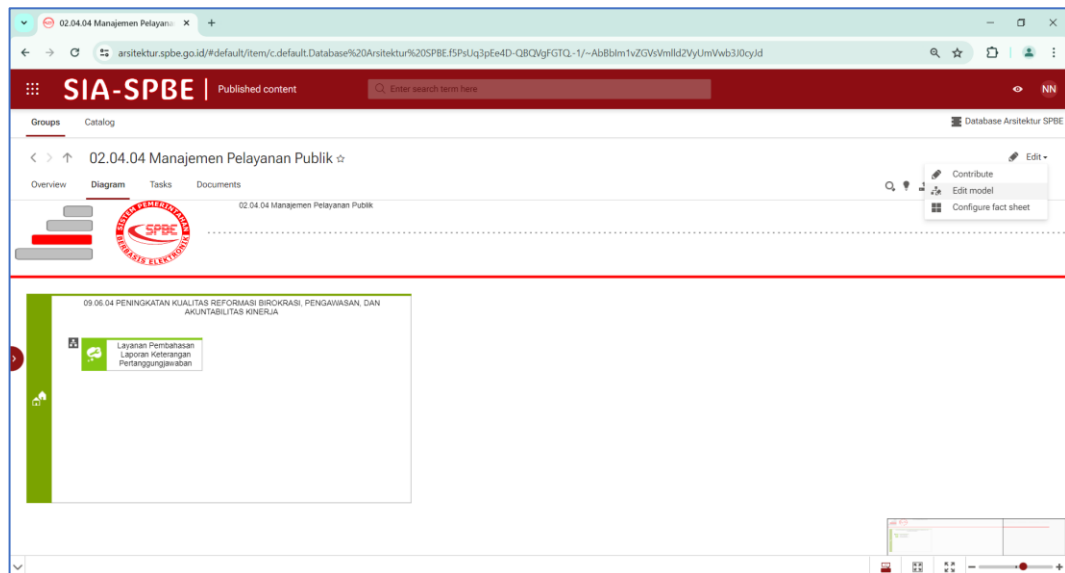 02.04.04 Manajemen Pelayana
arsitektur.spbe.go.id/#default/item/c.default.Database%20Arsitektur%20SPBE.f5PsUq3pEe4D-QBQVgFGTQ.-1/~AbBblm1vZGVsVmlld2VyUmVwb3J0cyJd
SIA-SPBE | Published content
Enter search term here
NN
Groups Catalog
Database Arsitektur SPBE
02.04.04 Manajemen Pelayanan Publik
Edit
Overview Diagram Tasks Documents
Contribute
Edit model
Configure fact sheet
02.04.04 Manajemen Pelayanan Publik
SISTEM PEMERINTAHAN
SPBE
BERBASIS ELEKTRONIK
09.06.04 PENINGKATAN KUALITAS REFORMASI BIROKRASI, PENGAWASAN, DAN
AKUNTABILITAS KINERJA
Layanan Pembahasan
Laporan Keterangan
Pertanggungjawaban